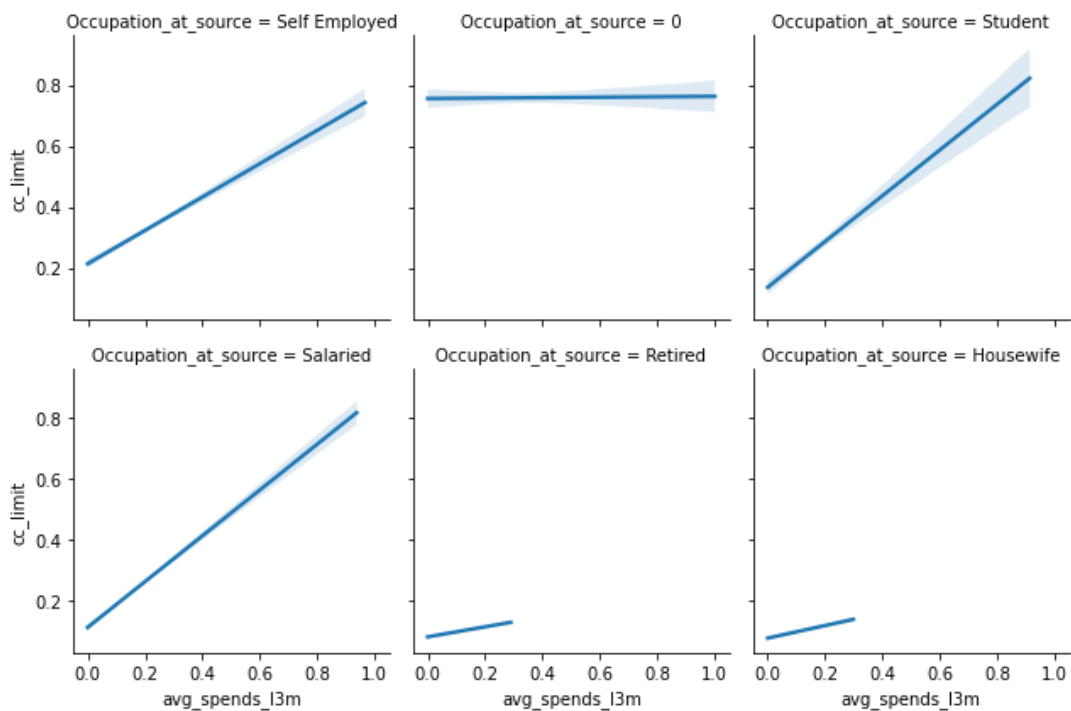 Occupation_at_source = Self Employed
Occupation_at_source = 0
Occupation_at_source = Student
cc_limit
0.8
0.6
0.4
0.2
Occupation_at_source = Salaried
Occupation_at_source = Retired
Occupation_at_source = Housewife
cc_limit
0.8
0.6
0.4
0.2
0.0 0.2 0.4 0.6 0.8 1.0
0.0 0.2 0.4 0.6 0.8 1.0
0.0 0.2 0.4 0.6 0.8 1.0
avg_spends_l3m
avg_spends_l3m
avg_spends_l3m